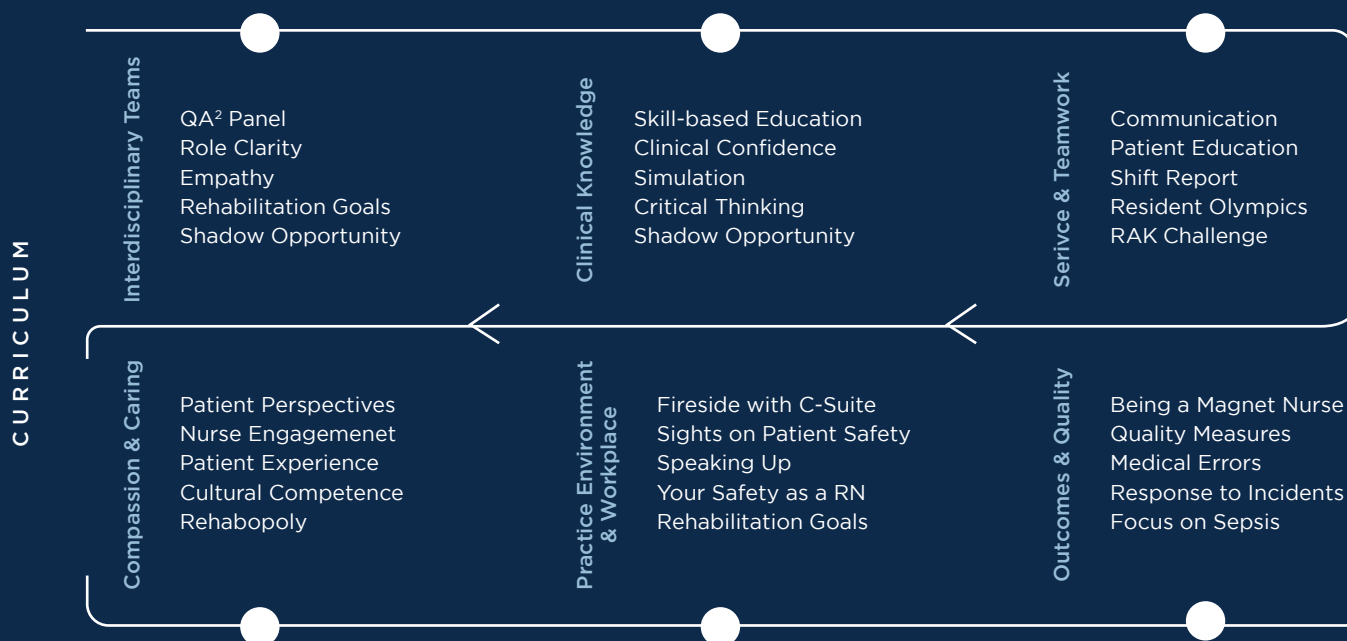 CURRICULUM
Interdisciplinary Teams
QA² Panel
Role Clarity
Empathy
Rehabilitation Goals
Shadow Opportunity
Clinical Knowledge
Skill-based Education
Clinical Confidence
Simulation
Critical Thinking
Shadow Opportunity
Serivce & Teamwork
Communication
Patient Education
Shift Report
Resident Olympics
RAK Challenge
Compassion & Caring
Patient Perspectives
Nurse Engagemenet
Patient Experience
Cultural Competence
Rehabopoly
Practice Environment
& Workplace
Fireside with C-Suite
Sights on Patient Safety
Speaking Up
Your Safety as a RN
Rehabilitation Goals
Outcomes & Quality
Being a Magnet Nurse
Quality Measures
Medical Errors
Response to Incidents
Focus on Sepsis